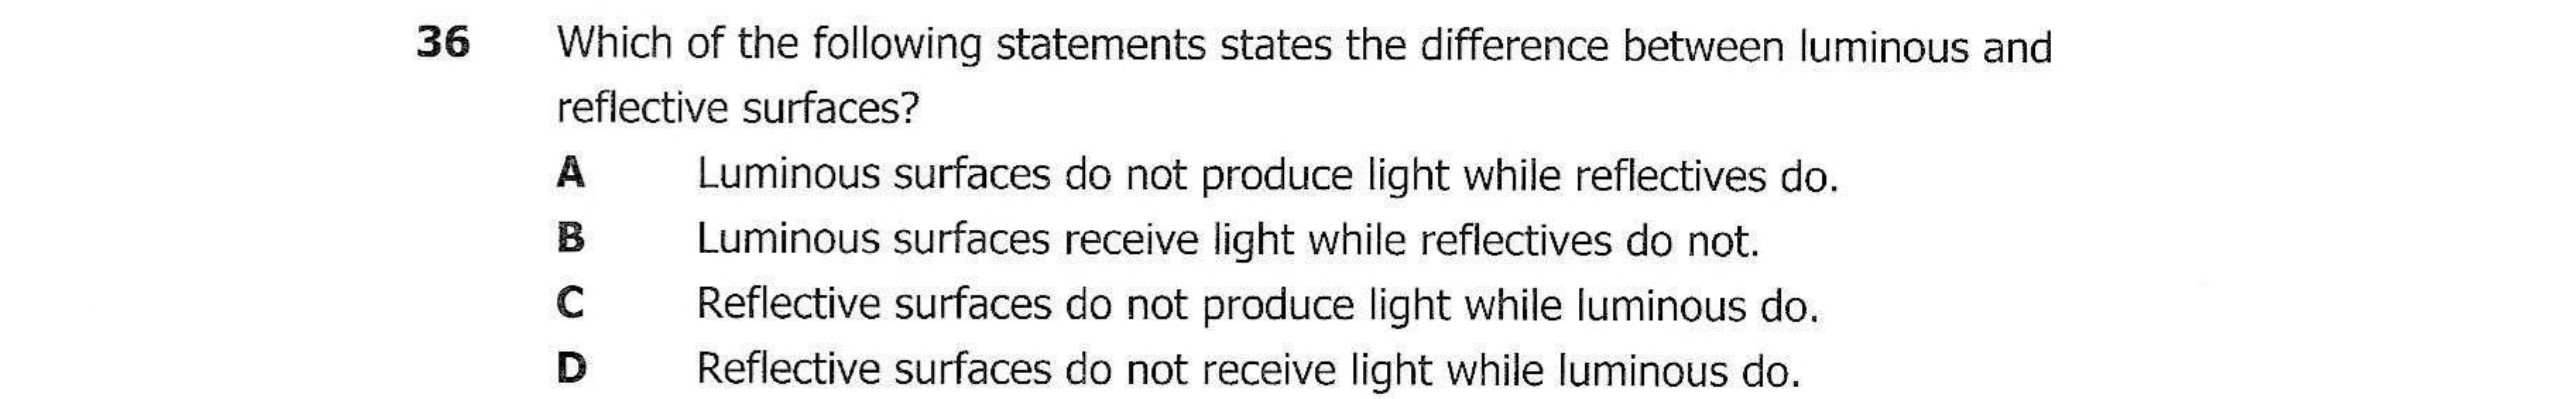 36 Which of the following statements states the difference between luminous and
reflective surfaces?
A Luminous surfaces do not produce light while reflectives do.
B Luminous surfaces receive light while reflectives do not.
C Reflective surfaces do not produce light while luminous do.
D Reflective surfaces do not receive light while luminous do.